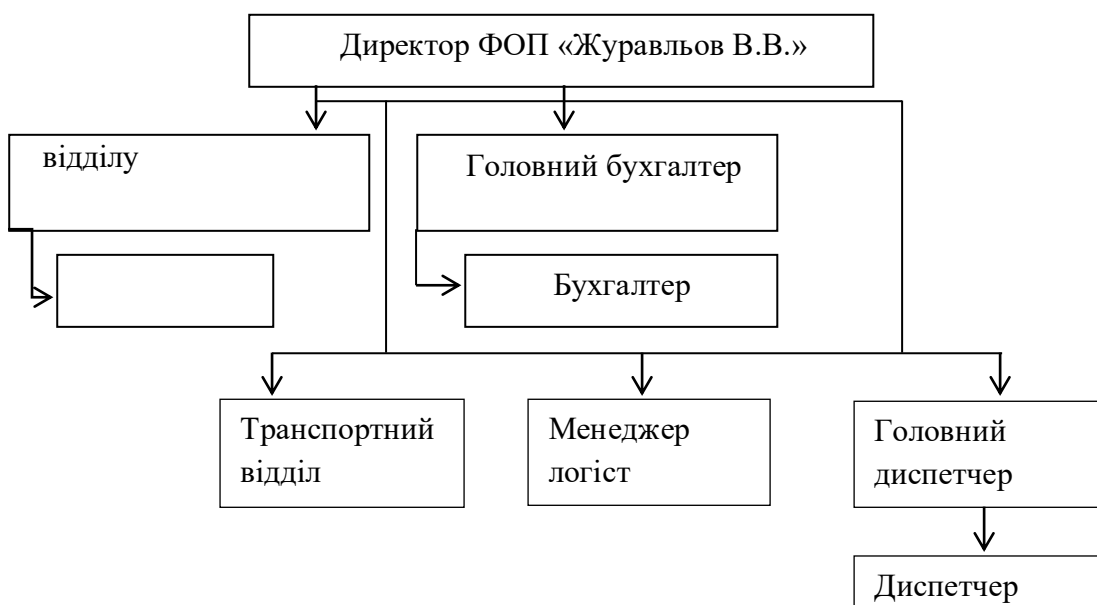 Директор ФОП «Журавльов В.В.»
відділу
Головний бухгалтер
Бухгалтер
Транспортний
відділ
Менеджер
логіст
Головний
диспетчер
Диспетчер